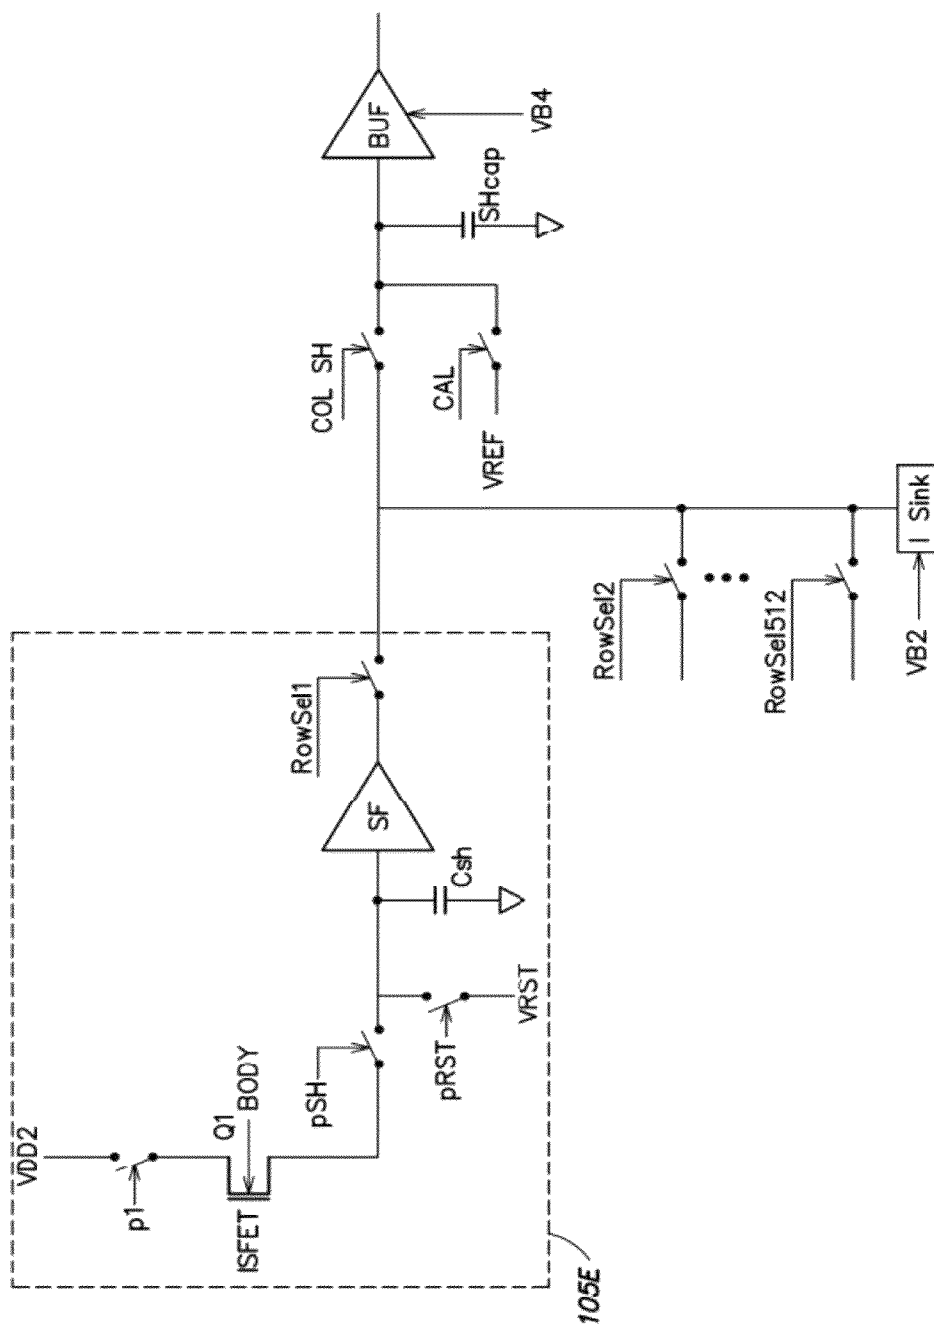 VDD2
p1
Q1
BODY
ISFET
pSH
pRST
VRST
Csh
SF
RowSel1
105E
COL SH
CAL
VREF
SHcap
BUF
VB4
RowSel2
RowSel512
VB2
I Sink